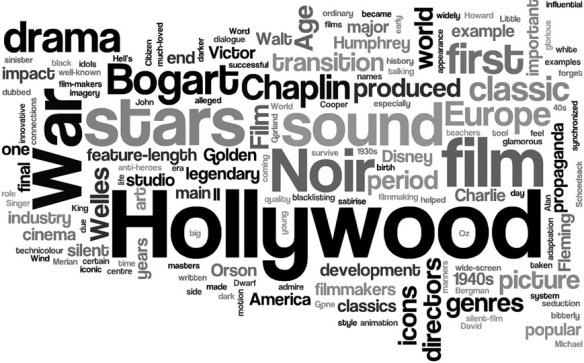 ordinary
became
early
Little
influential
Word
dialogue
films
widely
Howard
glorious
drama
sinister
black
idols
Hell's
Citizen
much-loved
darker
Walt
Age
major
world
appearance
example
important
white
impact
well-known
end
Victor
Humphrey
history
talking
first
examples
forget
dubbed
film-makers
imagery
Bogart
successful
transition
names
John
alleged
Chaplin
produced
classic
innovative
connections
stars
Film
World
Garland
Cooper
especially
sound
Europe
40s
synchronized
one
final
War
teachers
tool
feel
glamorous
propaganda
feature-length
Golden
coming
survive
1930s
Disney
film
anti-heroes
era
legendary
Noir
birth
period
life
studio
quality
blacklisting
filmmaking
helped
Charlie
day
Alan
Schoedsack
role
Singer
King
Welles
art
main
II
young
satirise
adaptation
Fleming
industry
due
Hollywood
cinema
years
big
Oz
technicolour
silent
Wind
Merian
certain
iconic
time
centre
masters
written
Orson
development
manners
wide-screen
taken
side
made
dark
Dwarf
motion
admire
America
filmmakers
icons
directors
1940s
Bergman
picture
system
seduction
Gone
classics
genres
bitterly
style
animation
silent-film
David
popular
Michael